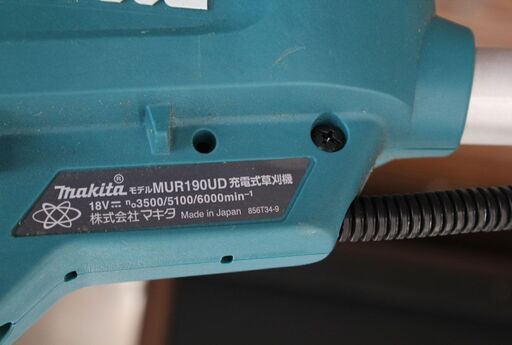 makita® モデルMUR190UD 充電式草刈機
18V⎓ n₀3500/5100/6000min⁻¹
株式会社マキタ Made in Japan 856T34-9